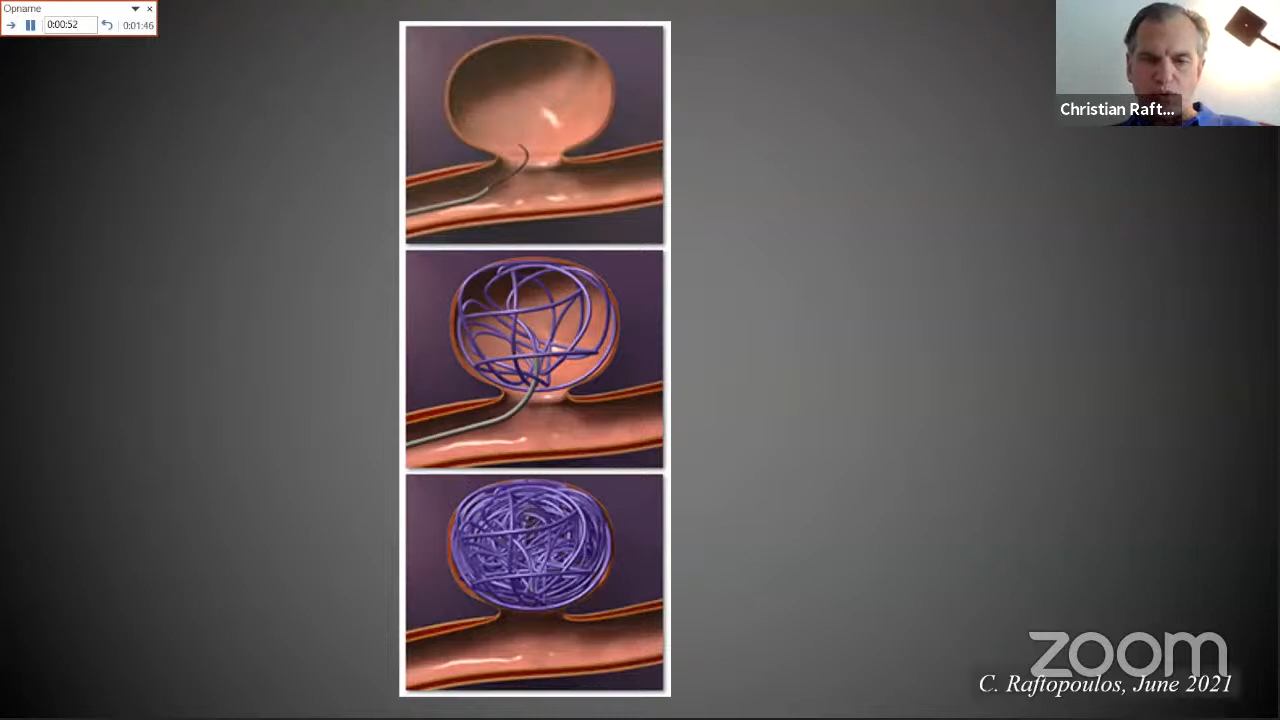 Opname
0:00:52
0:01:46
Christian Raft...
zoom
C. Raftopoulos, June 2021